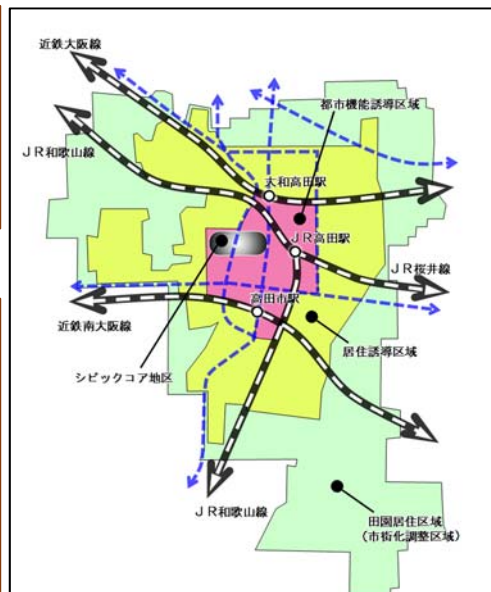 近鉄大阪線
都市機能誘導区域
JR和歌山線
大和高田駅
JR高田駅
JR桜井線
高田市駅
近鉄南大阪線
居住誘導区域
シビックコア地区
JR和歌山線
田園居住区域
(市街化調整区域)